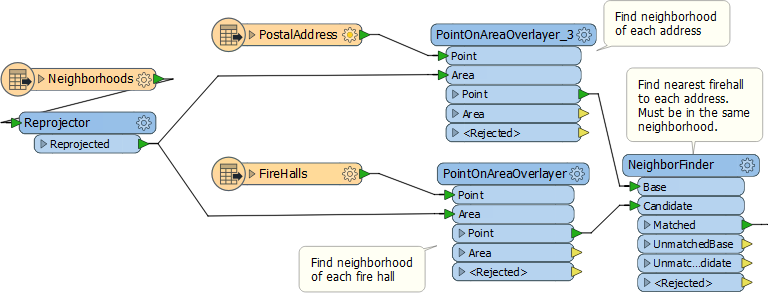 PostalAddress
PointOnAreaOverlayer_3
Point
Area
Point
Area
<Rejected>
Find neighborhood
of each address
Neighborhoods
Reprojector
Reprojected
FireHalls
PointOnAreaOverlayer
Point
Area
Point
Area
<Rejected>
Find neighborhood
of each fire hall
Find nearest firehall
to each address.
Must be in the same
neighborhood.
NeighborFinder
Base
Candidate
Matched
UnmatchedBase
Unmatc...didate
<Rejected>